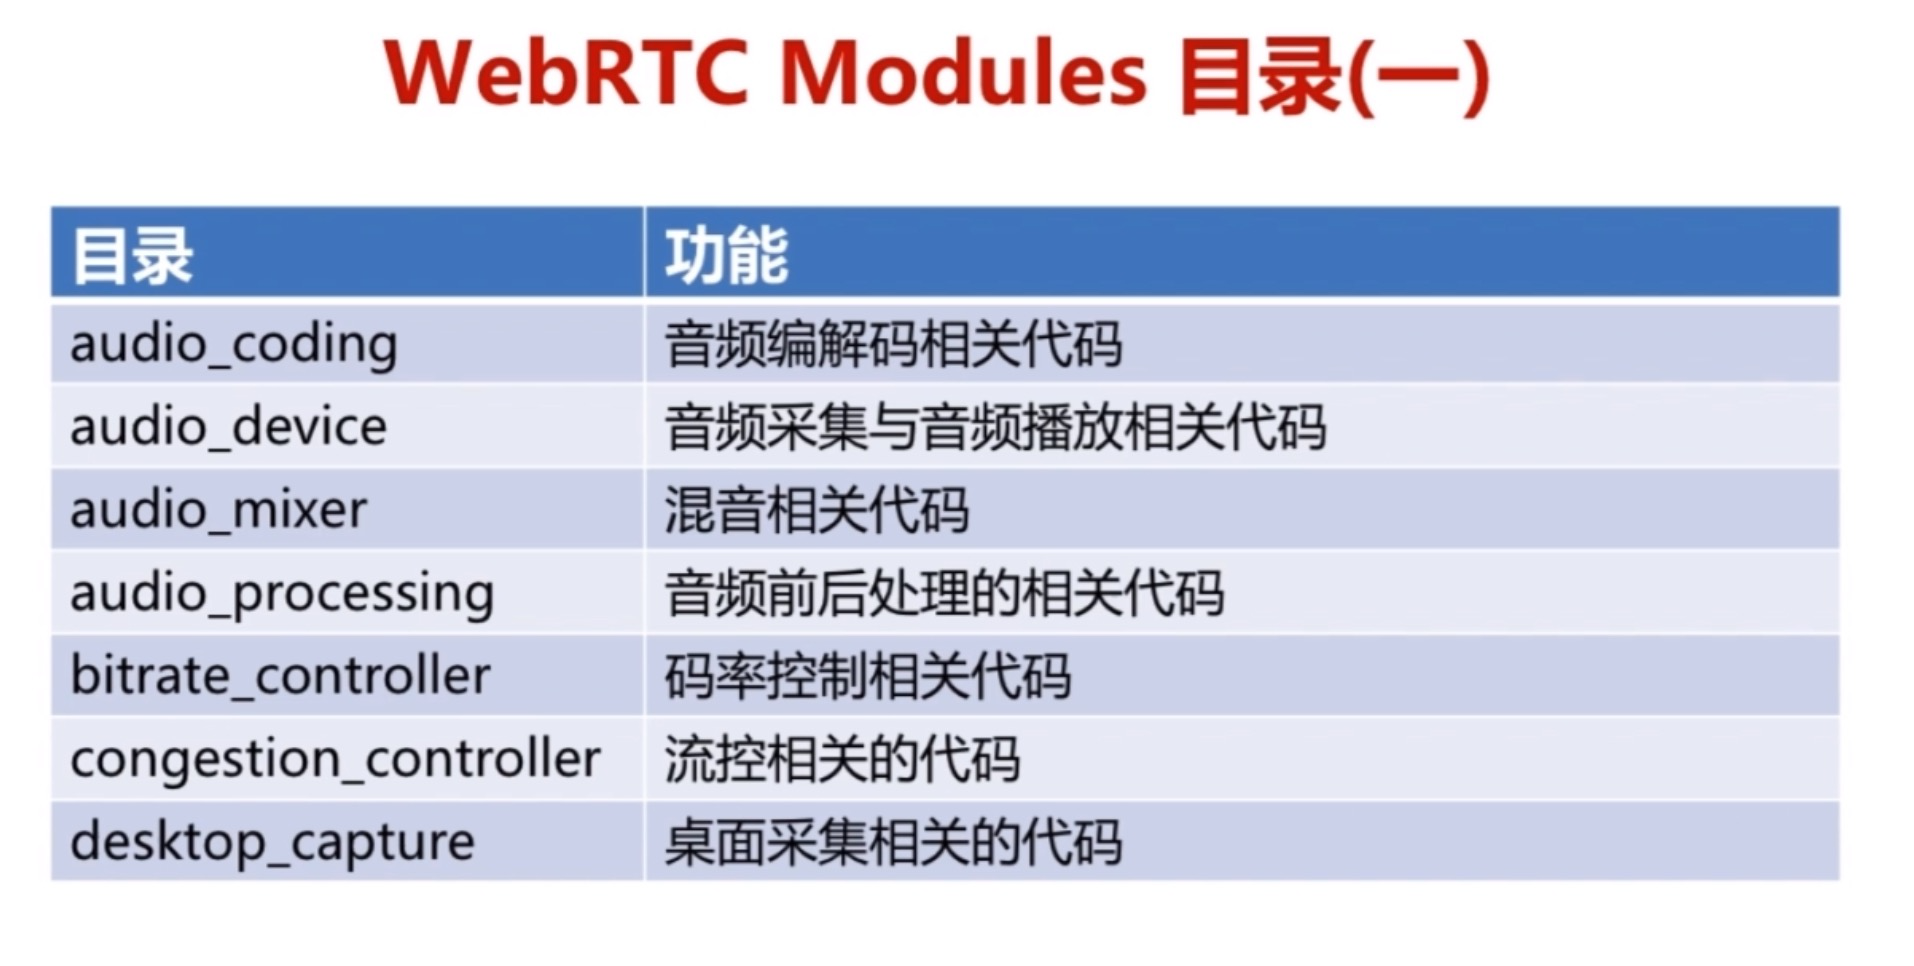 WebRTC Modules 目录(一)
目录 功能
audio_coding 音频编解码相关代码
audio_device 音频采集与音频播放相关代码
audio_mixer 混音相关代码
audio_processing 音频前后处理的相关代码
bitrate_controller 码率控制相关代码
congestion_controller 流控相关的代码
desktop_capture 桌面采集相关的代码